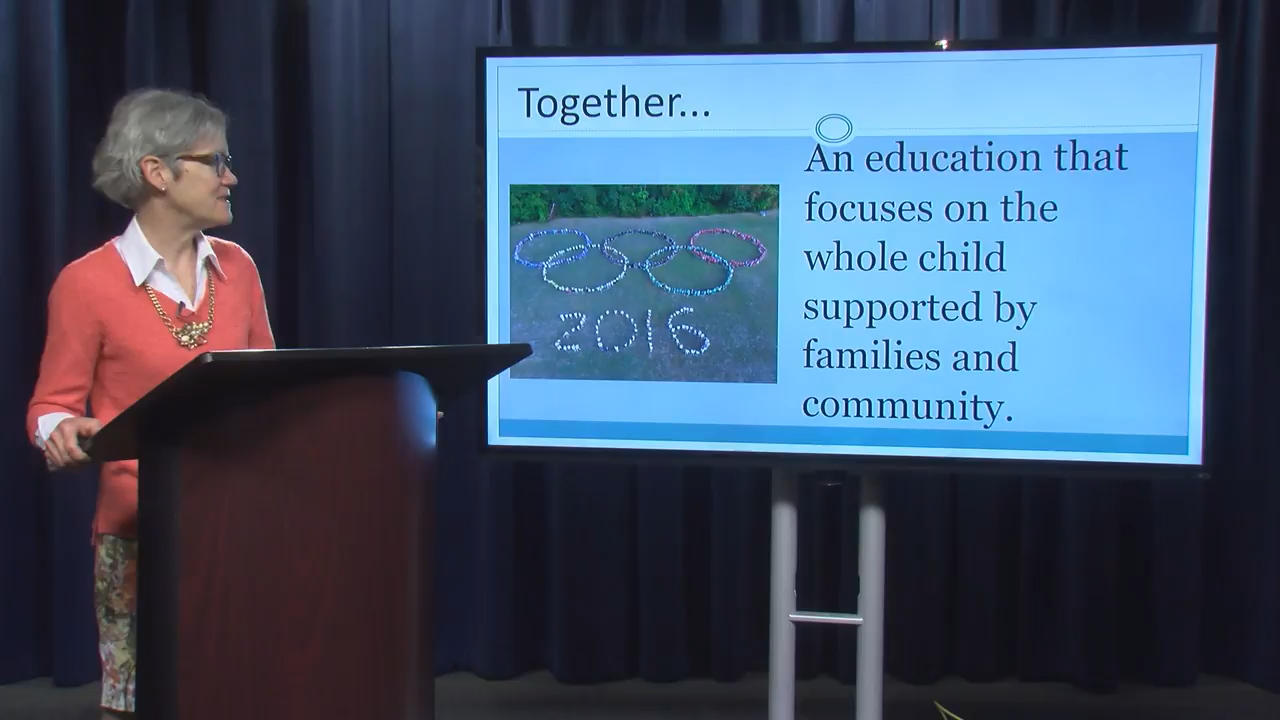 Together...
An education that
focuses on the
whole child
supported by
families and
community.
2016